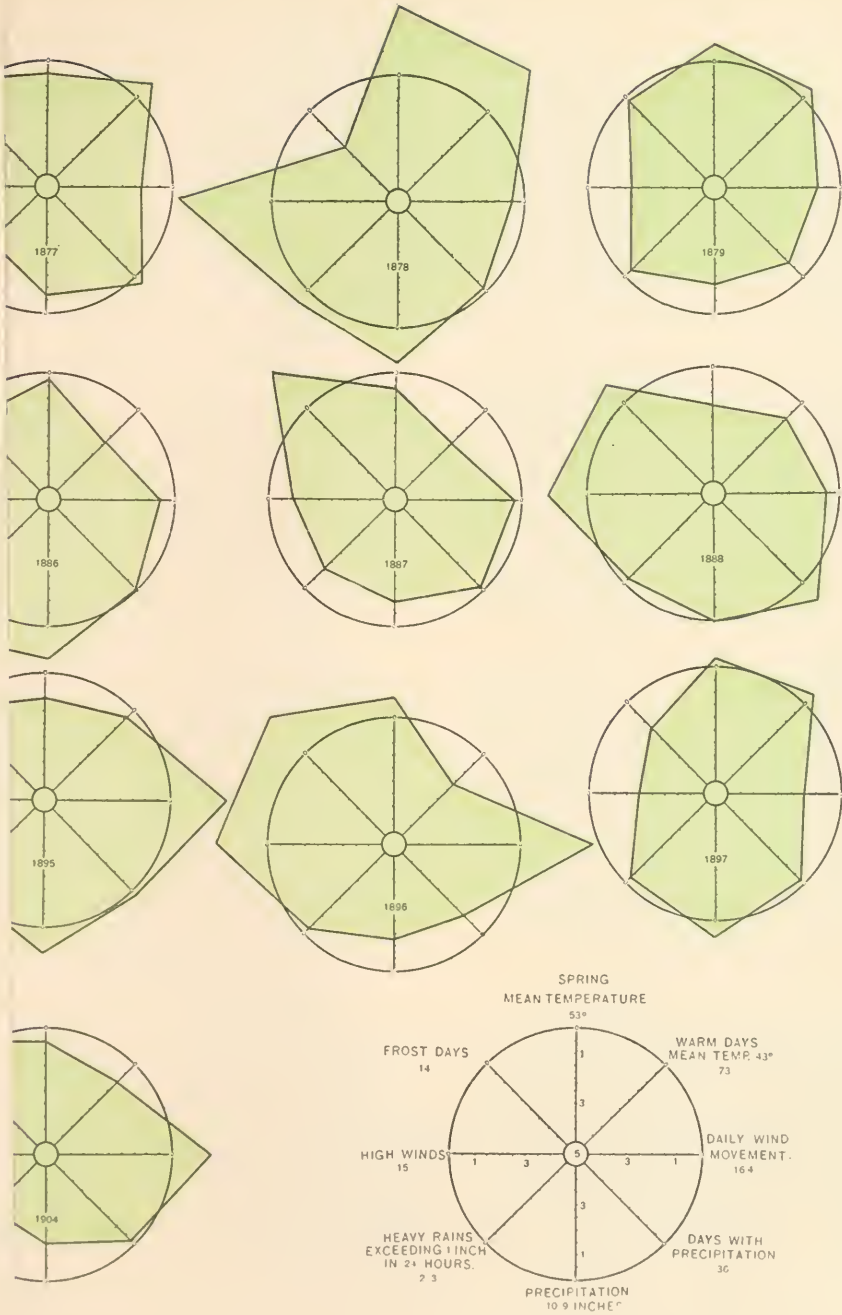 1877
1878
1879
1886
1887
1888
1895
1896
1897
1904
SPRING
MEAN TEMPERATURE
53°
FROST DAYS
14
WARM DAYS
MEAN TEMP. 43°
73
HIGH WINDS
15
DAILY WIND
MOVEMENT.
164
HEAVY RAINS
EXCEEDING 1 INCH
IN 24 HOURS.
2 3
DAYS WITH
PRECIPITATION
36
PRECIPITATION
10 9 INCHES
1
3
1
3
5
3
1
3
1